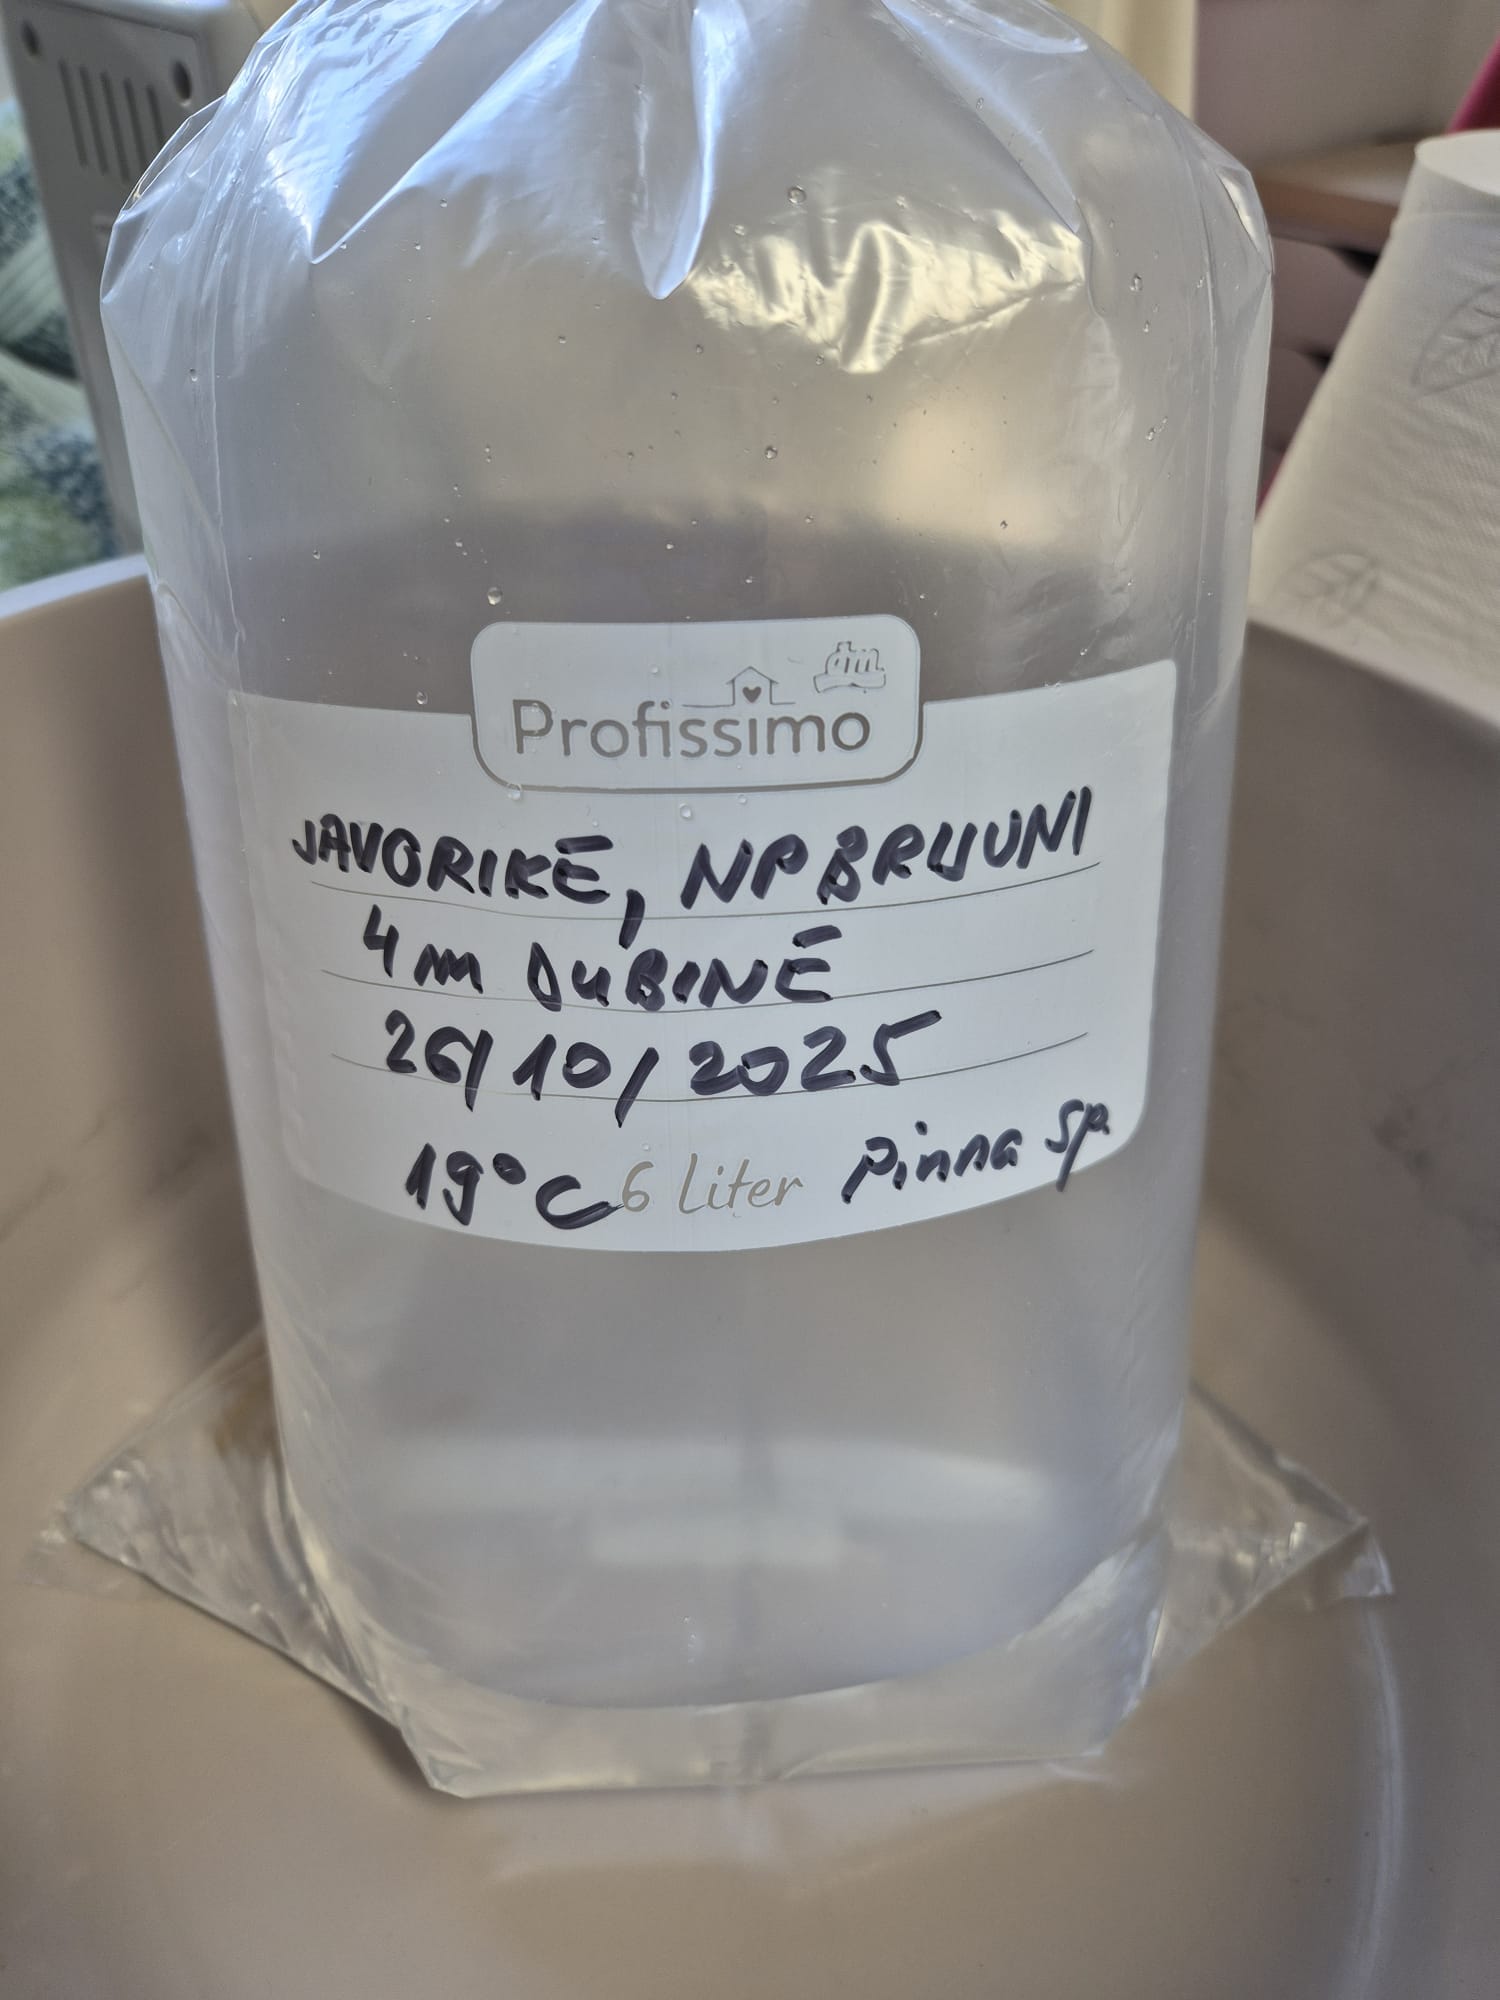 dm
Profissimo
JAVORIKE, NP BRIJUNI
4 m DUBINE
26/10/2025
19°C 6 Liter Pinna sp.